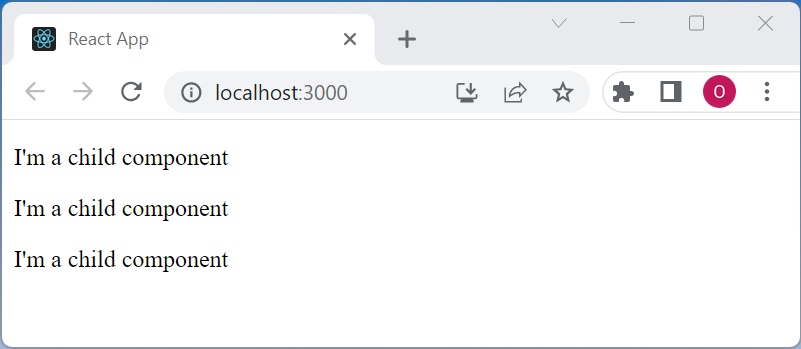 React App
localhost:3000
O
I'm a child component
I'm a child component
I'm a child component